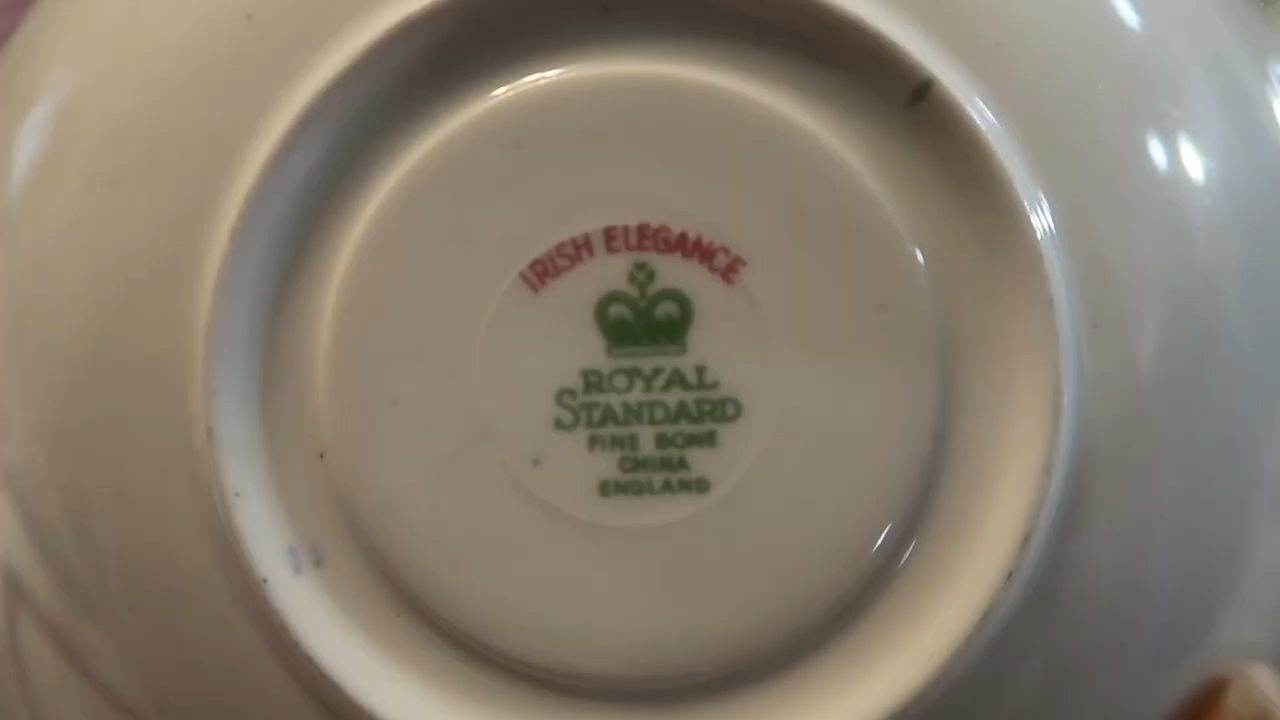 IRISH ELEGANCE
ROYAL
STANDARD
FINE BONE
CHINA
ENGLAND